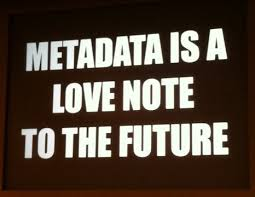 METADATA IS A
LOVE NOTE
TO THE FUTURE